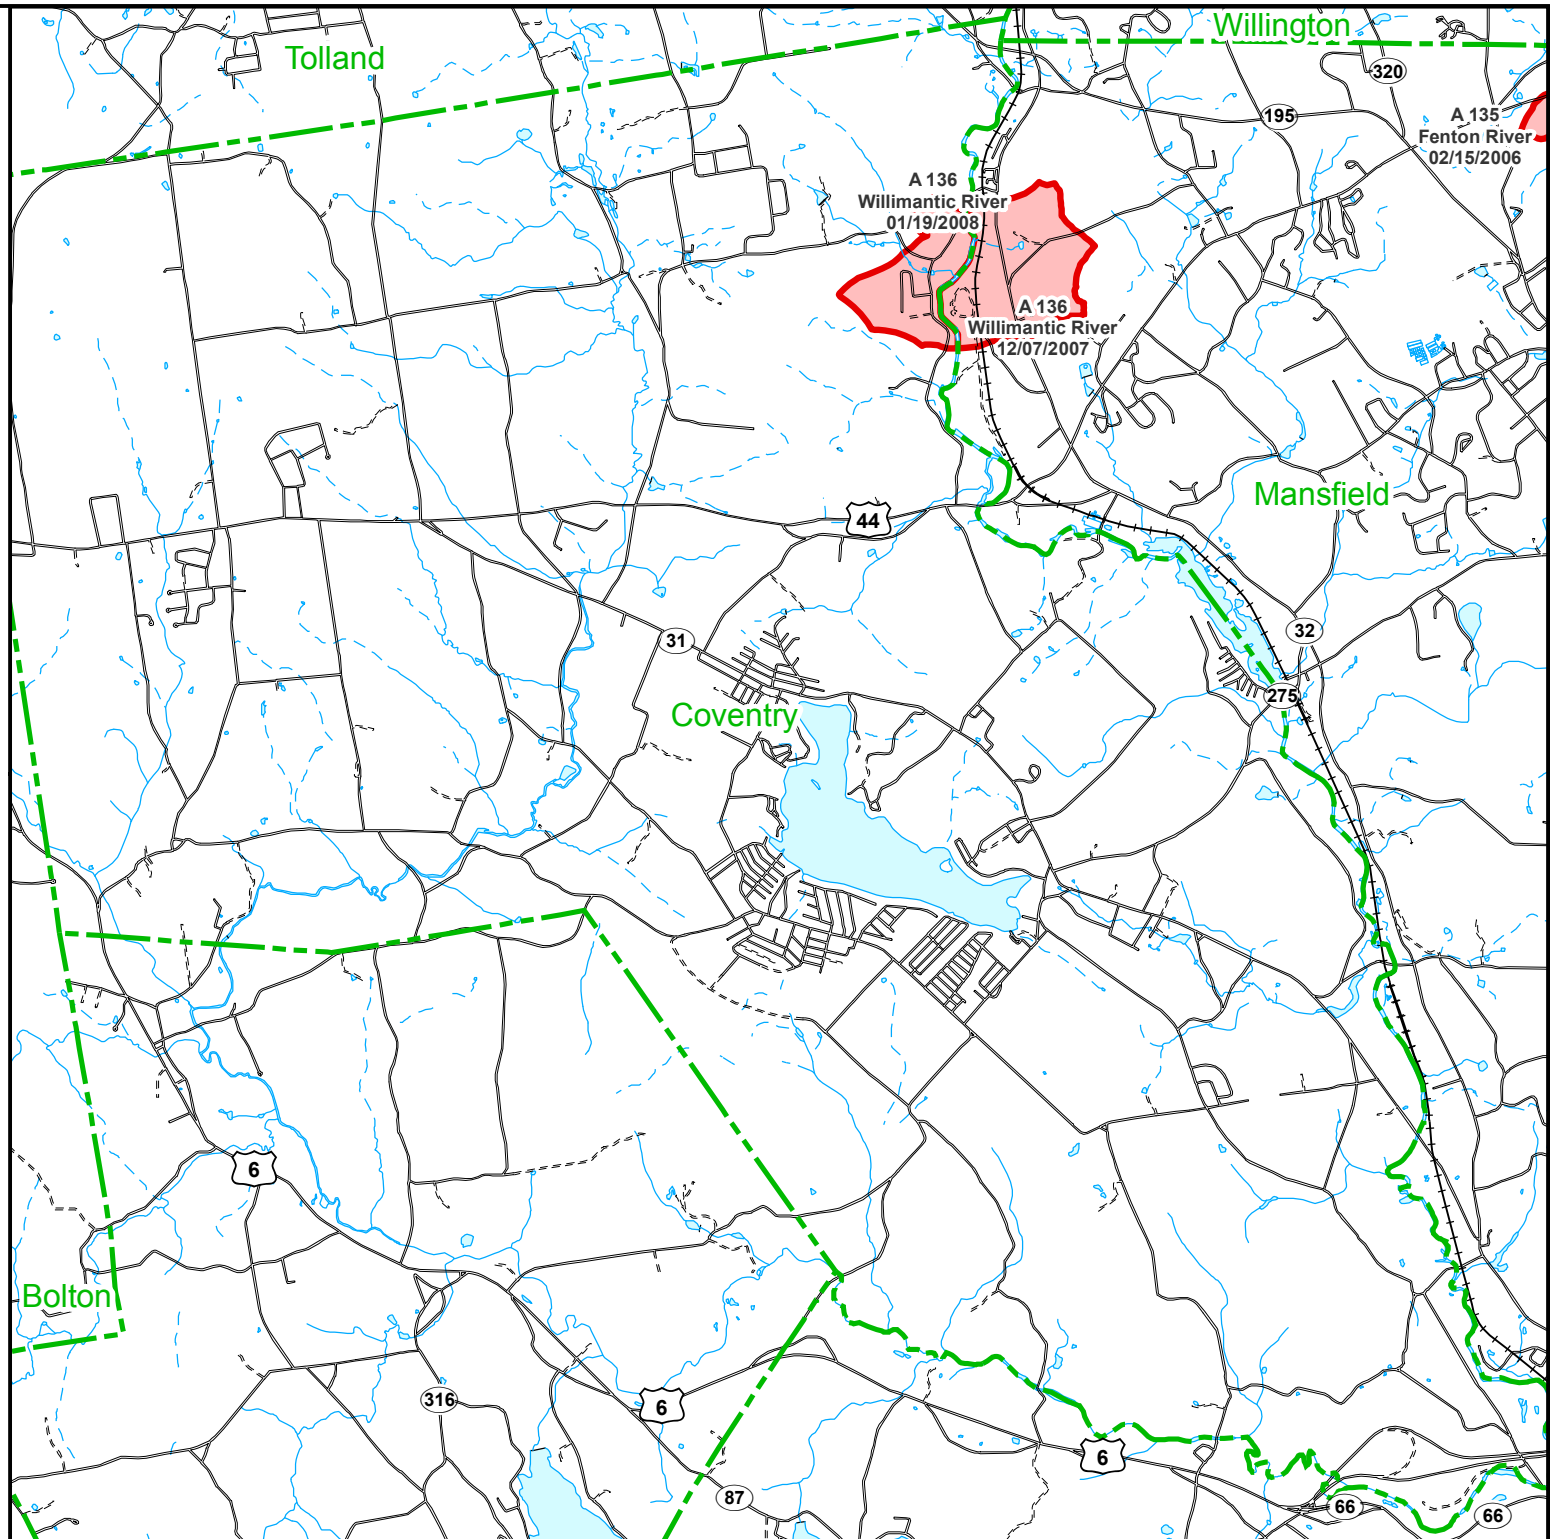 Willington
Tolland
320
195
A 135
Fenton River
02/15/2006
A 136
Willimantic River
01/19/2008
A 136
Willimantic River
12/07/2007
Mansfield
44
31
32
275
Coventry
6
Bolton
316
6
6
87
66
66